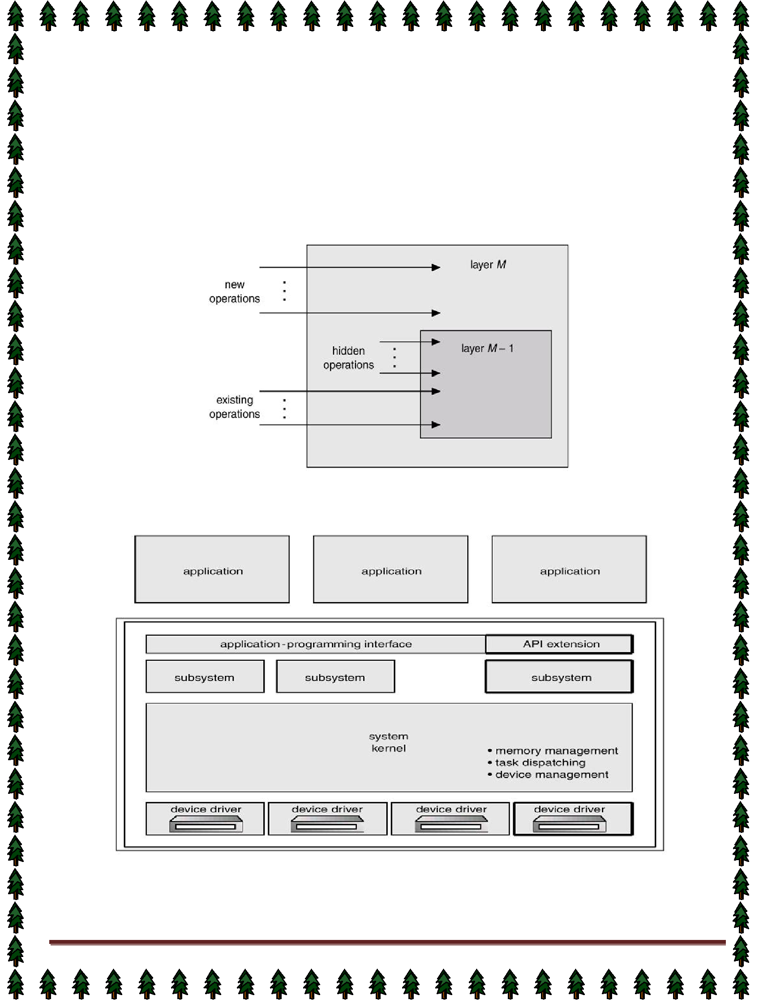 layer M
new
operations
layer M – 1
hidden
operations
existing
operations
application
application
application
application-programming interface
API extension
subsystem
subsystem
subsystem
system
kernel
• memory management
• task dispatching
• device management
device driver
device driver
device driver
device driver